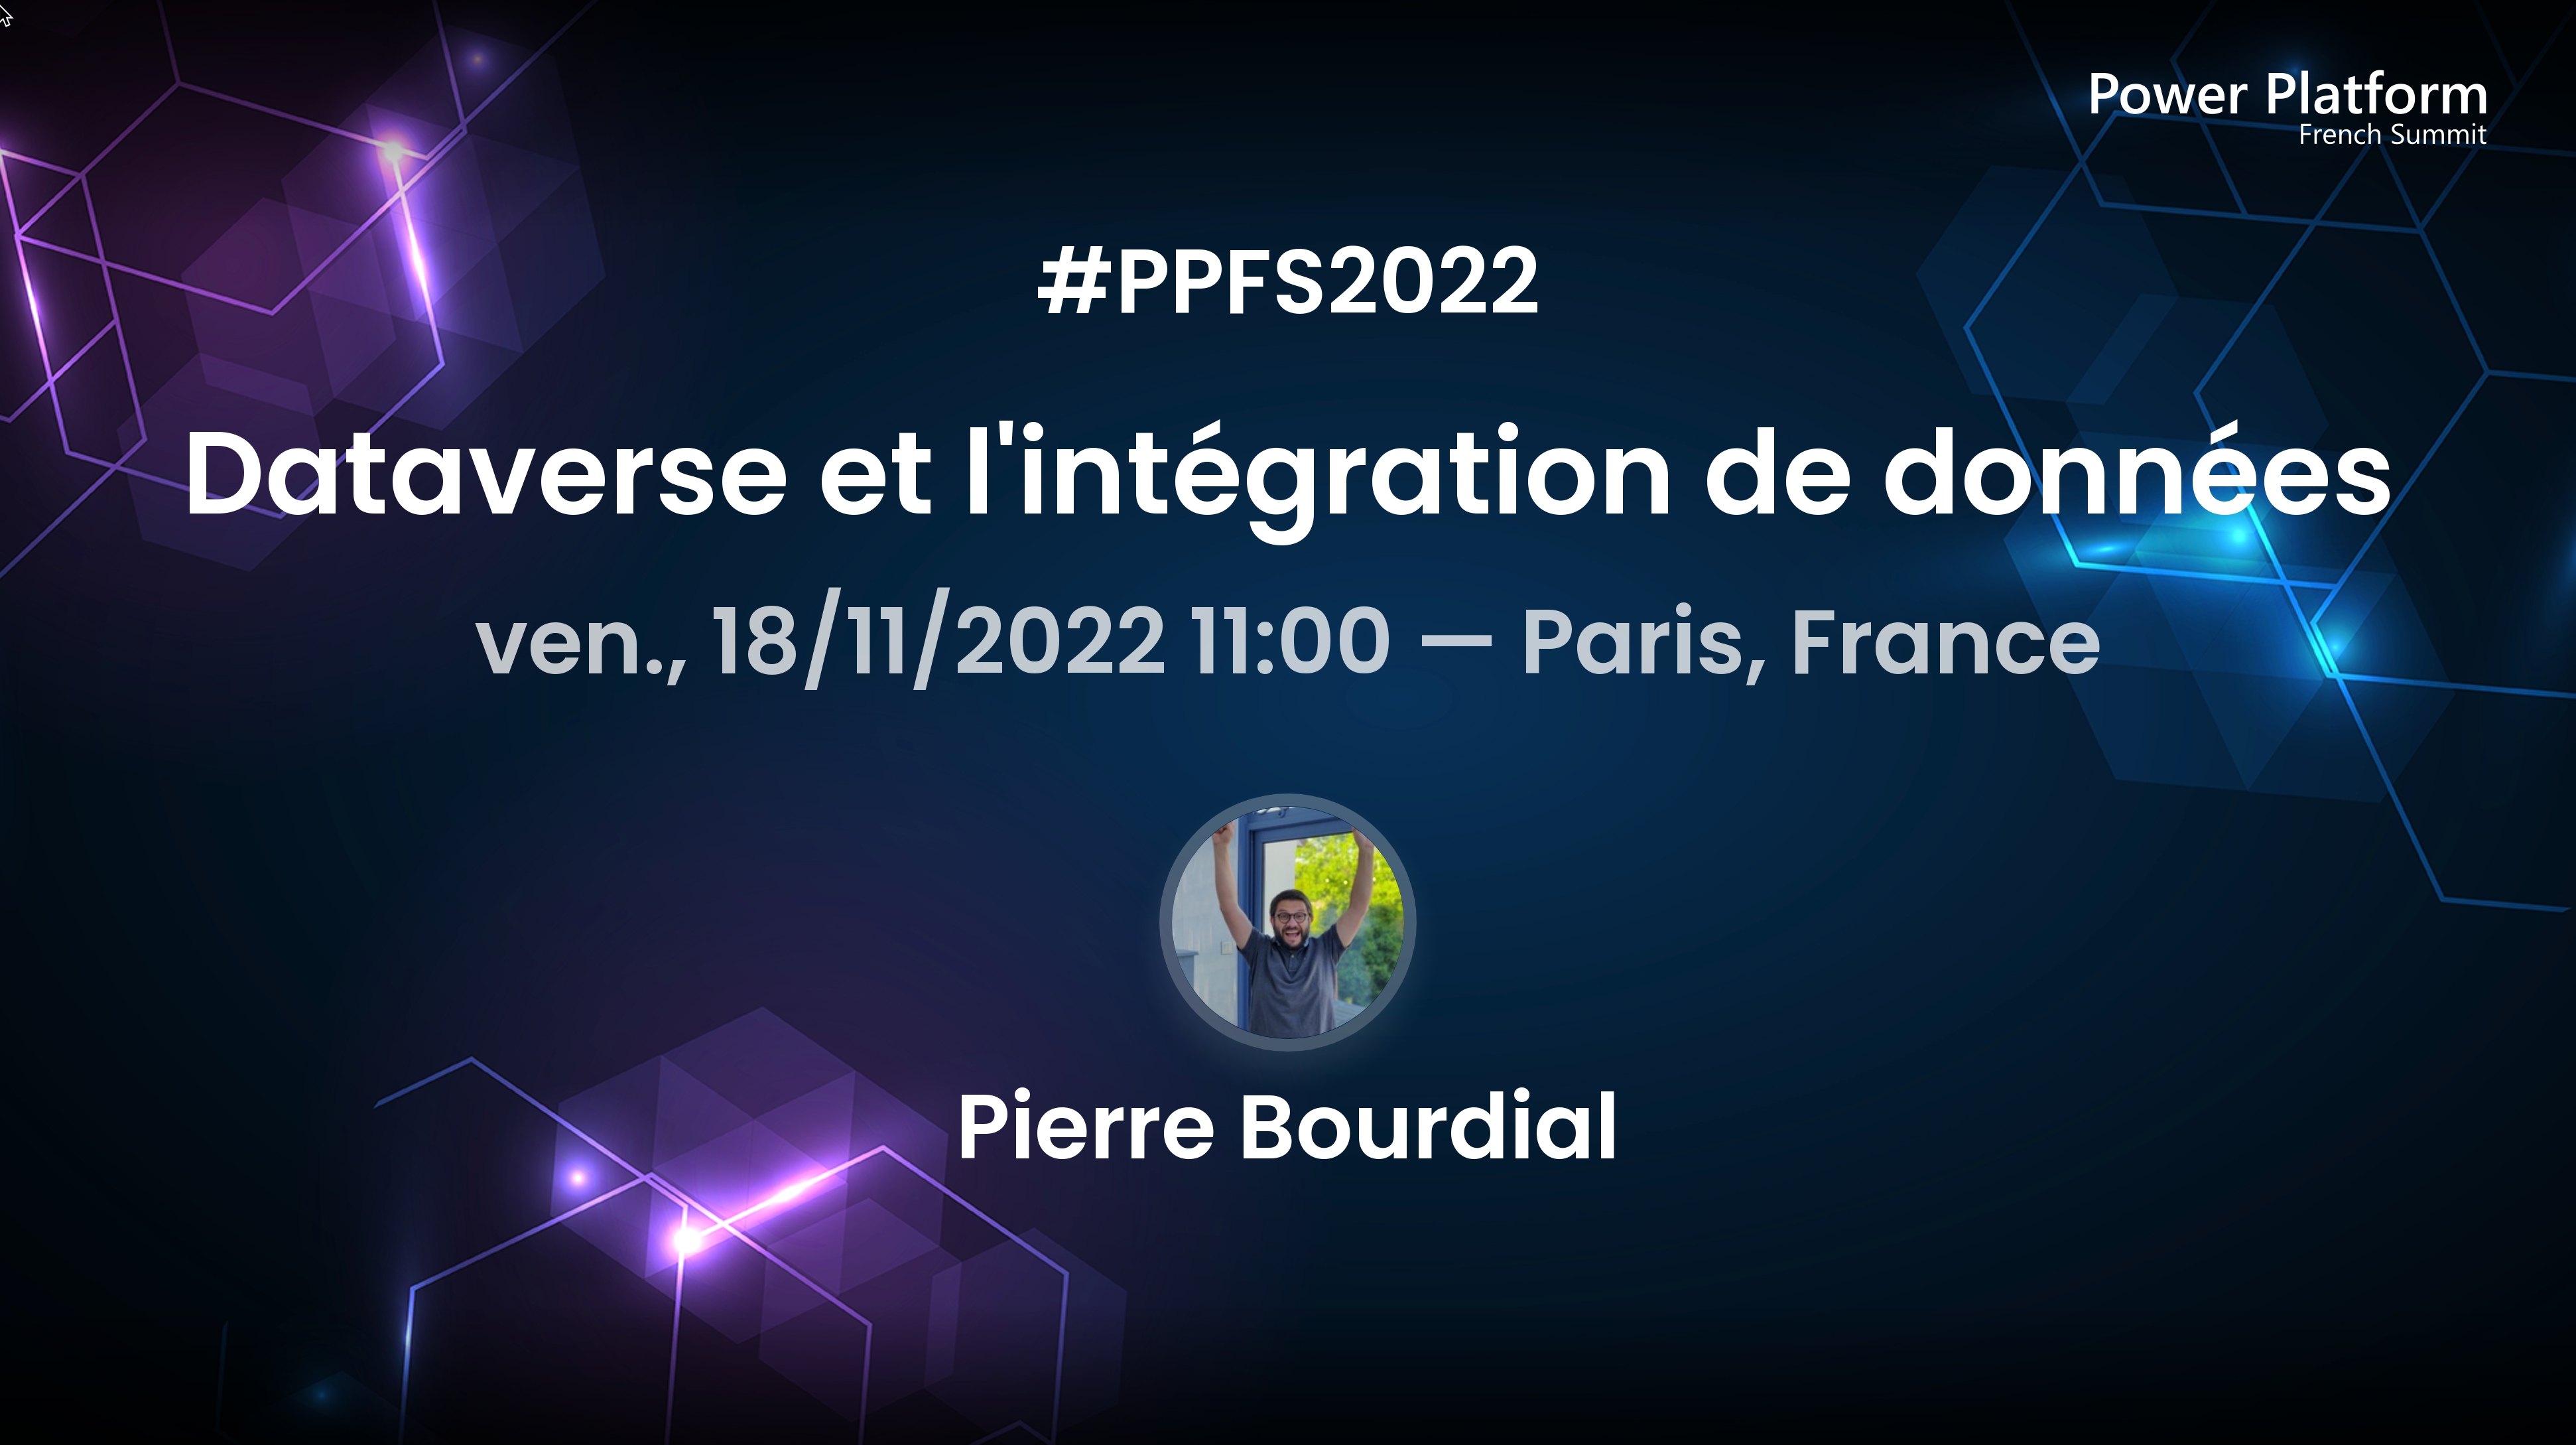 Power Platform
French Summit
#PPFS2022
Dataverse et l'intégration de données
ven., 18/11/2022 11:00 — Paris, France
Pierre Bourdial